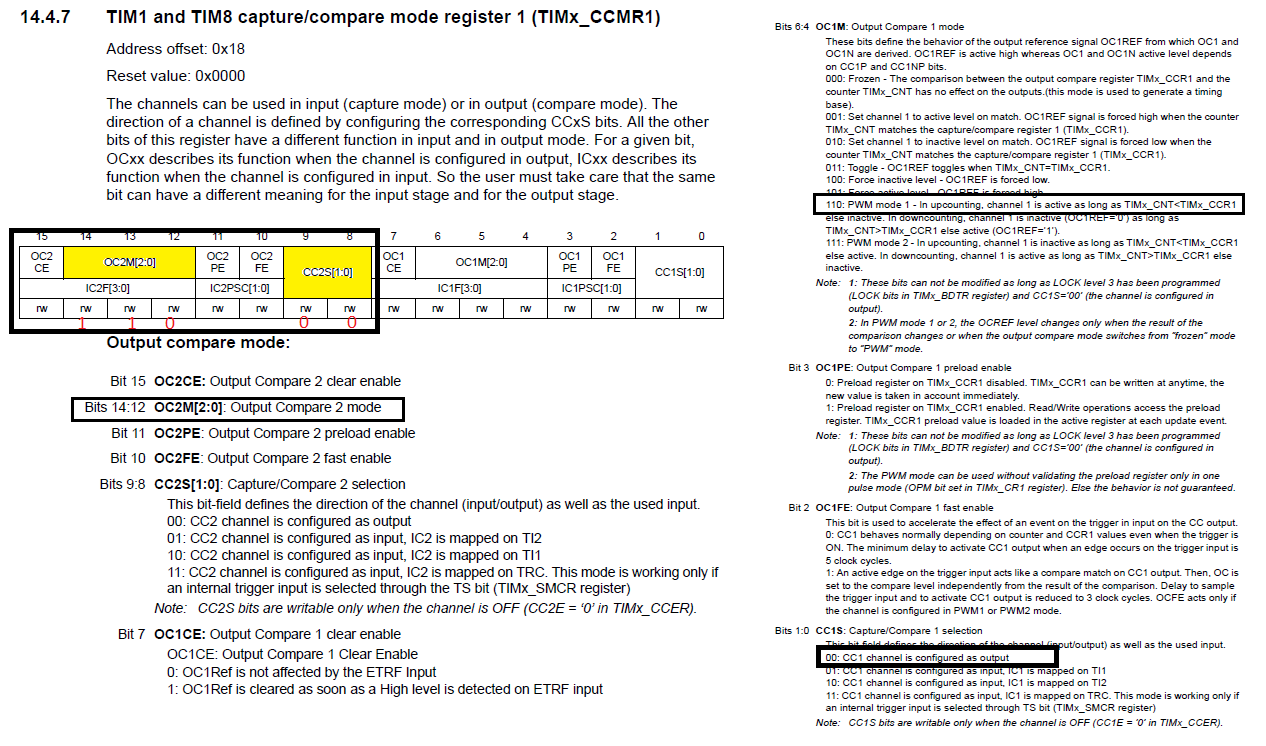 14.4.7 TIM1 and TIM8 capture/compare mode register 1 (TIMx_CCMR1)
Address offset: 0x18
Reset value: 0x0000
The channels can be used in input (capture mode) or in output (compare mode). The
direction of a channel is defined by configuring the corresponding CCxS bits. All the other
bits of this register have a different function in input and in output mode. For a given bit,
OCxx describes its function when the channel is configured in output, ICxx describes its
function when the channel is configured in input. So the user must take care that the same
bit can have a different meaning for the input stage and for the output stage.
15 14 13 12 11 10 9 8 7 6 5 4 3 2 1 0
OC2 CE OC2M[2:0] OC2 PE OC2 FE CC2S[1:0] OC1 CE OC1M[2:0] OC1 PE OC1 FE CC1S[1:0]
IC2F[3:0] IC2PSC[1:0] IC1F[3:0] IC1PSC[1:0]
rw rw rw rw rw rw rw rw rw rw rw rw rw rw rw rw
1 1 0 0 0
Output compare mode:
Bit 15 OC2CE: Output Compare 2 clear enable
Bits 14:12 OC2M[2:0]: Output Compare 2 mode
Bit 11 OC2PE: Output Compare 2 preload enable
Bit 10 OC2FE: Output Compare 2 fast enable
Bits 9:8 CC2S[1:0]: Capture/Compare 2 selection
This bit-field defines the direction of the channel (input/output) as well as the used input.
00: CC2 channel is configured as output
01: CC2 channel is configured as input, IC2 is mapped on TI2
10: CC2 channel is configured as input, IC2 is mapped on TI1
11: CC2 channel is configured as input, IC2 is mapped on TRC. This mode is working only if
an internal trigger input is selected through the TS bit (TIMx_SMCR register)
Note: CC2S bits are writable only when the channel is OFF (CC2E = '0' in TIMx_CCER).
Bit 7 OC1CE: Output Compare 1 clear enable
OC1CE: Output Compare 1 Clear Enable
0: OC1Ref is not affected by the ETRF Input
1: OC1Ref is cleared as soon as a High level is detected on ETRF input
Bits 6:4 OC1M: Output Compare 1 mode
These bits define the behavior of the output reference signal OC1REF from which OC1 and
OC1N are derived. OC1REF is active high whereas OC1 and OC1N active level depends
on CC1P and CC1NP bits.
000: Frozen - The comparison between the output compare register TIMx_CCR1 and the
counter TIMx_CNT has no effect on the outputs.(this mode is used to generate a timing
base).
001: Set channel 1 to active level on match. OC1REF signal is forced high when the counter
TIMx_CNT matches the capture/compare register 1 (TIMx_CCR1).
010: Set channel 1 to inactive level on match. OC1REF signal is forced low when the
counter TIMx_CNT matches the capture/compare register 1 (TIMx_CCR1).
011: Toggle - OC1REF toggles when TIMx_CNT=TIMx_CCR1.
100: Force inactive level - OC1REF is forced low.
101: Force active level - OC1REF is forced high.
110: PWM mode 1 - In upcounting, channel 1 is active as long as TIMx_CNT<TIMx_CCR1
else inactive. In downcounting, channel 1 is inactive (OC1REF='0') as long as
TIMx_CNT>TIMx_CCR1 else active (OC1REF='1').
111: PWM mode 2 - In upcounting, channel 1 is inactive as long as TIMx_CNT<TIMx_CCR1
else active. In downcounting, channel 1 is active as long as TIMx_CNT>TIMx_CCR1 else
inactive.
Note: 1: These bits can not be modified as long as LOCK level 3 has been programmed
(LOCK bits in TIMx_BDTR register) and CC1S='00' (the channel is configured in
output).
2: In PWM mode 1 or 2, the OCREF level changes only when the result of the
comparison changes or when the output compare mode switches from "frozen" mode
to "PWM" mode.
Bit 3 OC1PE: Output Compare 1 preload enable
0: Preload register on TIMx_CCR1 disabled. TIMx_CCR1 can be written at anytime, the
new value is taken in account immediately.
1: Preload register on TIMx_CCR1 enabled. Read/Write operations access the preload
register. TIMx_CCR1 preload value is loaded in the active register at each update event.
Note: 1: These bits can not be modified as long as LOCK level 3 has been programmed
(LOCK bits in TIMx_BDTR register) and CC1S='00' (the channel is configured in
output).
2: The PWM mode can be used without validating the preload register only in one
pulse mode (OPM bit set in TIMx_CR1 register). Else the behavior is not guaranteed.
Bit 2 OC1FE: Output Compare 1 fast enable
This bit is used to accelerate the effect of an event on the trigger in input on the CC output.
0: CC1 behaves normally depending on counter and CCR1 values even when the trigger is
ON. The minimum delay to activate CC1 output when an edge occurs on the trigger input is
5 clock cycles.
1: An active edge on the trigger input acts like a compare match on CC1 output. Then, OC is
set to the compare level independently from the result of the comparison. Delay to sample
the trigger input and to activate CC1 output is reduced to 3 clock cycles. OCFE acts only if
the channel is configured in PWM1 or PWM2 mode.
Bits 1:0 CC1S: Capture/Compare 1 selection
This bit-field defines the direction of the channel (input/output) as well as the used input.
00: CC1 channel is configured as output
01: CC1 channel is configured as input, IC1 is mapped on TI1
10: CC1 channel is configured as input, IC1 is mapped on TI2
11: CC1 channel is configured as input, IC1 is mapped on TRC. This mode is working only if
an internal trigger input is selected through TS bit (TIMx_SMCR register)
Note: CC1S bits are writable only when the channel is OFF (CC1E = '0' in TIMx_CCER).